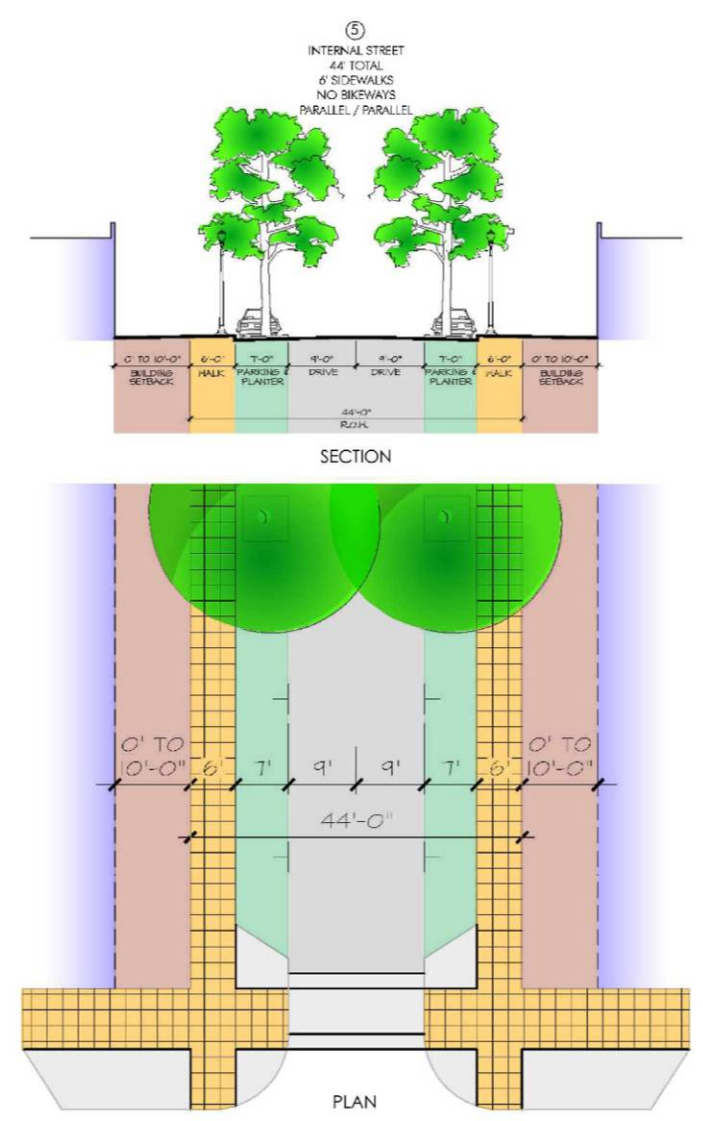 5
INTERNAL STREET
44' TOTAL
6' SIDEWALKS
NO BIKEWAYS
PARALLEL / PARALLEL
0' TO 10'-0" 6'-0" 7'-0" 9'-0" 9'-0" 7'-0" 6'-0" 0' TO 10'-0"
BUILDING SETBACK WALK PARKING & PLANTER DRIVE DRIVE PARKING & PLANTER WALK BUILDING SETBACK
44'-0"
R.O.W.
SECTION
0' TO 10'-0" 6' 7' 9' 9' 7' 6' 0' TO 10'-0"
44'-0"
PLAN